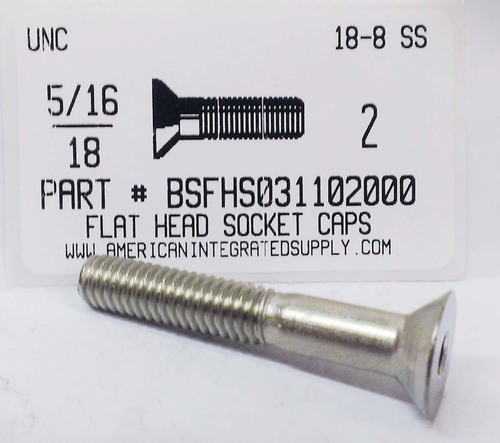 UNC 18-8 SS
5/16
18
2
PART # BSFHS031102000
FLAT HEAD SOCKET CAPS
WWW.AMERICANINTEGRATEDSUPPLY.COM